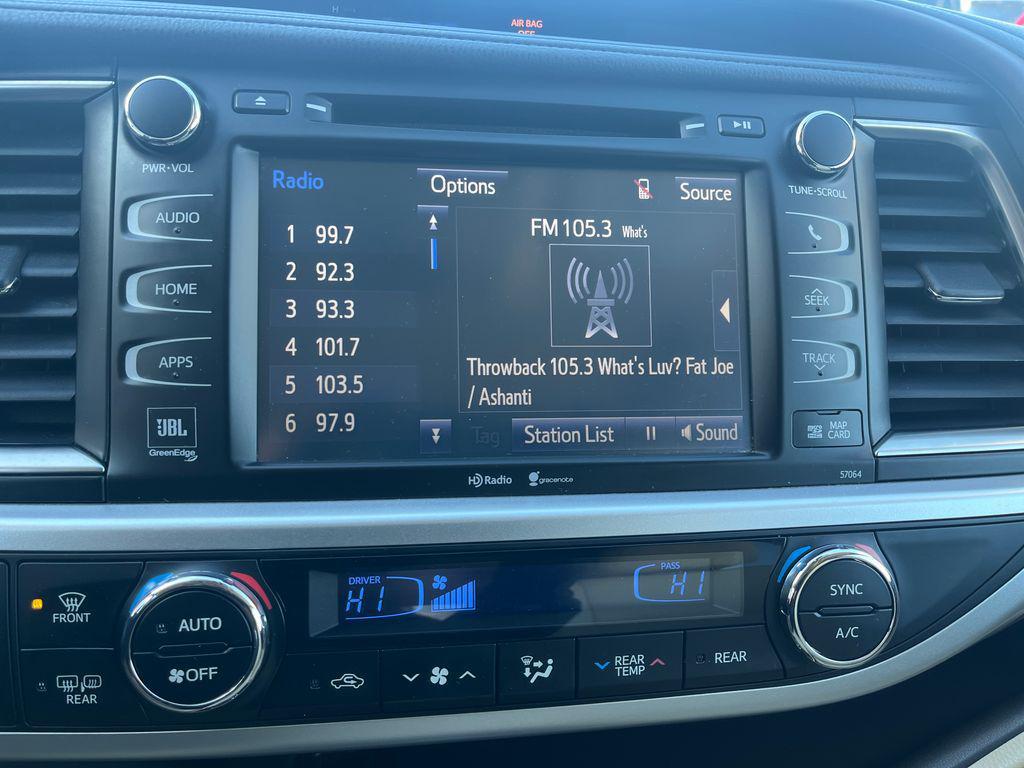 AIR BAG
OFF
PWR·VOL
TUNE·SCROLL
AUDIO
HOME
APPS
JBL
GreenEdge
Radio
Options
Source
1 99.7
2 92.3
3 93.3
4 101.7
5 103.5
6 97.9
FM 105.3 What's
Throwback 105.3 What's Luv? Fat Joe
/ Ashanti
Tag
Station List
Sound
SEEK
TRACK
MAP
CARD
HD Radio
gracenote
57064
FRONT
REAR
AUTO
OFF
DRIVER
HI
PASS
HI
REAR
TEMP
REAR
SYNC
A/C